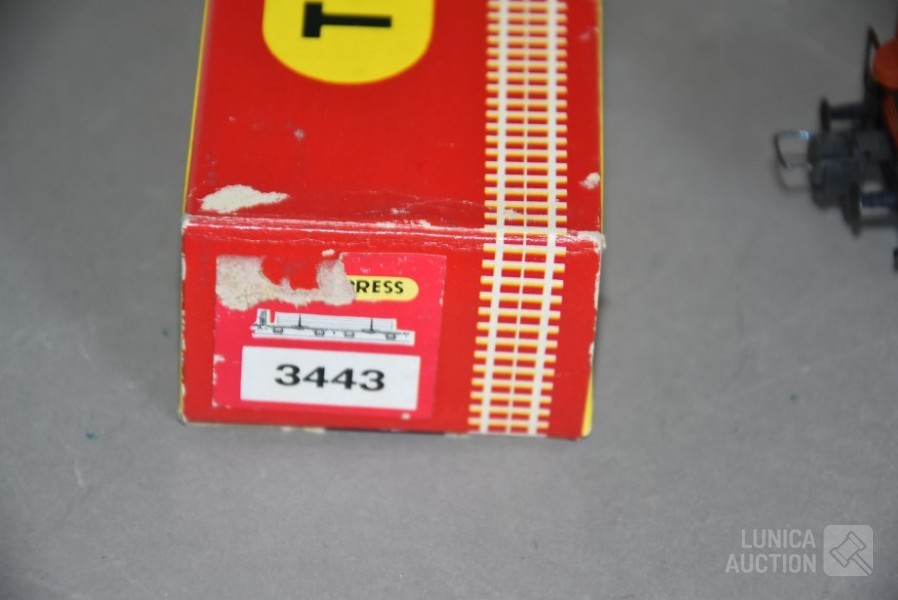 T
RESS
3443
LUNICA
AUCTION